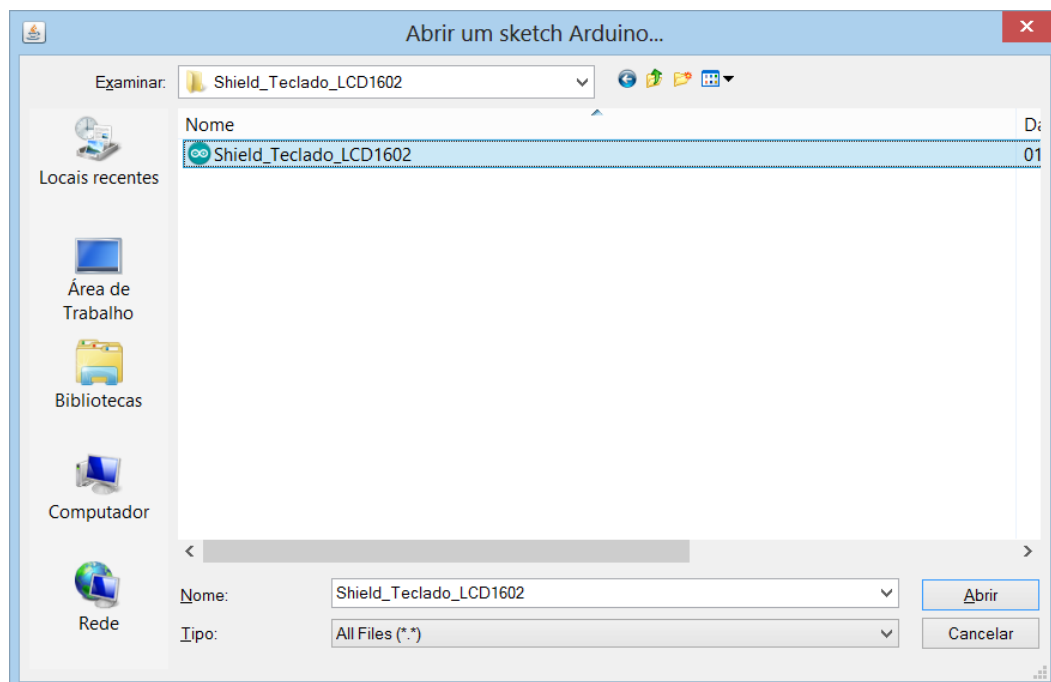 Abrir um sketch Arduino...
Examinar:
Shield_Teclado_LCD1602
Nome
Da
Shield_Teclado_LCD1602
01
Locais recentes
Área de
Trabalho
Bibliotecas
Computador
Rede
Nome:
Shield_Teclado_LCD1602
Abrir
Tipo:
All Files (*.*)
Cancelar